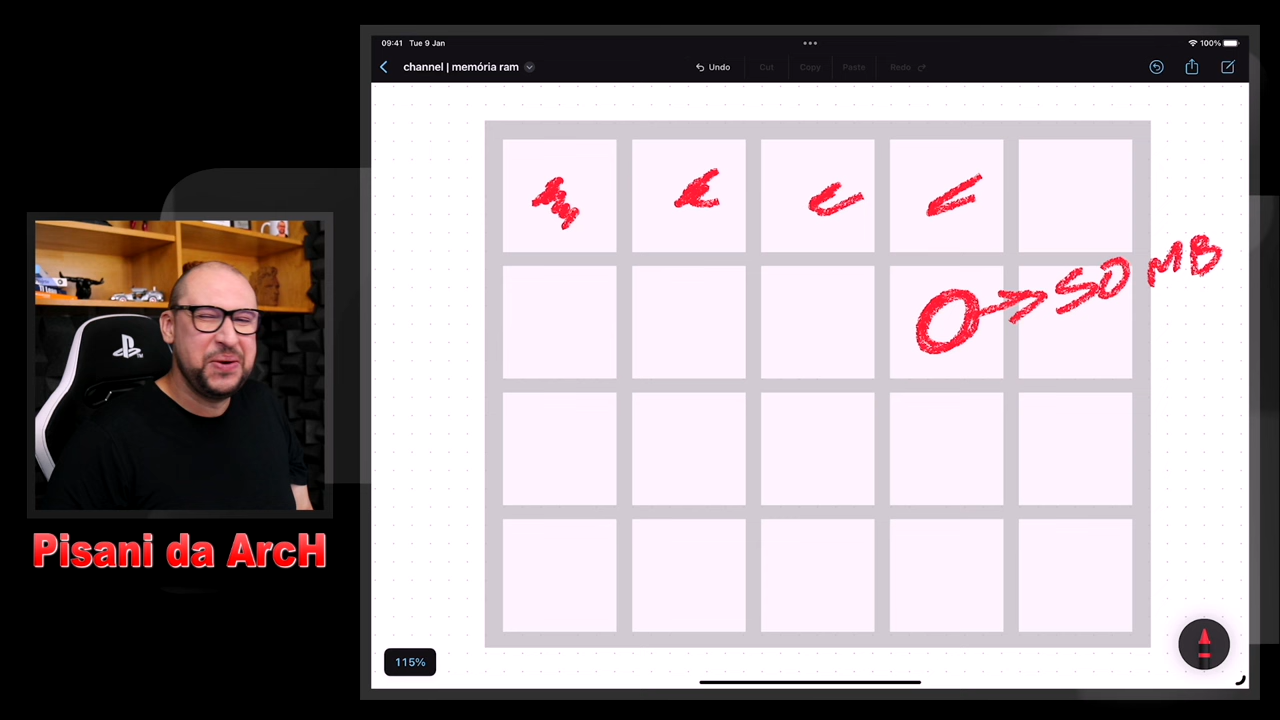 09:41 Tue 9 Jan
100%
channel | memória ram
Undo Cut Copy Paste Redo
50 MB
Pisani da ArcH
115%